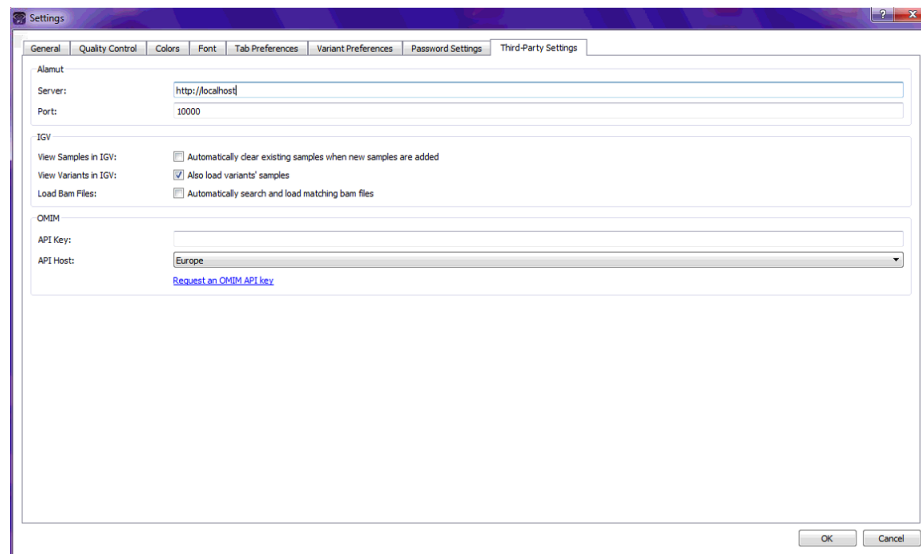 Settings
General Quality Control Colors Font Tab Preferences Variant Preferences Password Settings Third-Party Settings
Alamut
Server: http://localhost
Port: 10000
IGV
View Samples in IGV: Automatically clear existing samples when new samples are added
View Variants in IGV: Also load variants' samples
Load Bam Files: Automatically search and load matching bam files
OMIM
API Key:
API Host: Europe
Request an OMIM API key
OK Cancel